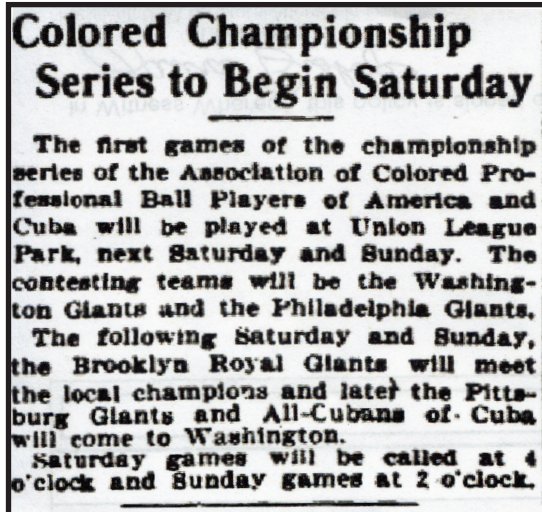 Colored Championship
Series to Begin Saturday
The first games of the championship
series of the Association of Colored Pro-
fessional Ball Players of America and
Cuba will be played at Union League
Park, next Saturday and Sunday. The
contesting teams will be the Washing-
ton Giants and the Philadelphia Giants.
The following Saturday and Sunday,
the Brooklyn Royal Giants will meet
the local champions and later the Pitts-
burg Giants and All-Cubans of Cuba
will come to Washington.
Saturday games will be called at 4
o'clock and Sunday games at 2 o'clock.